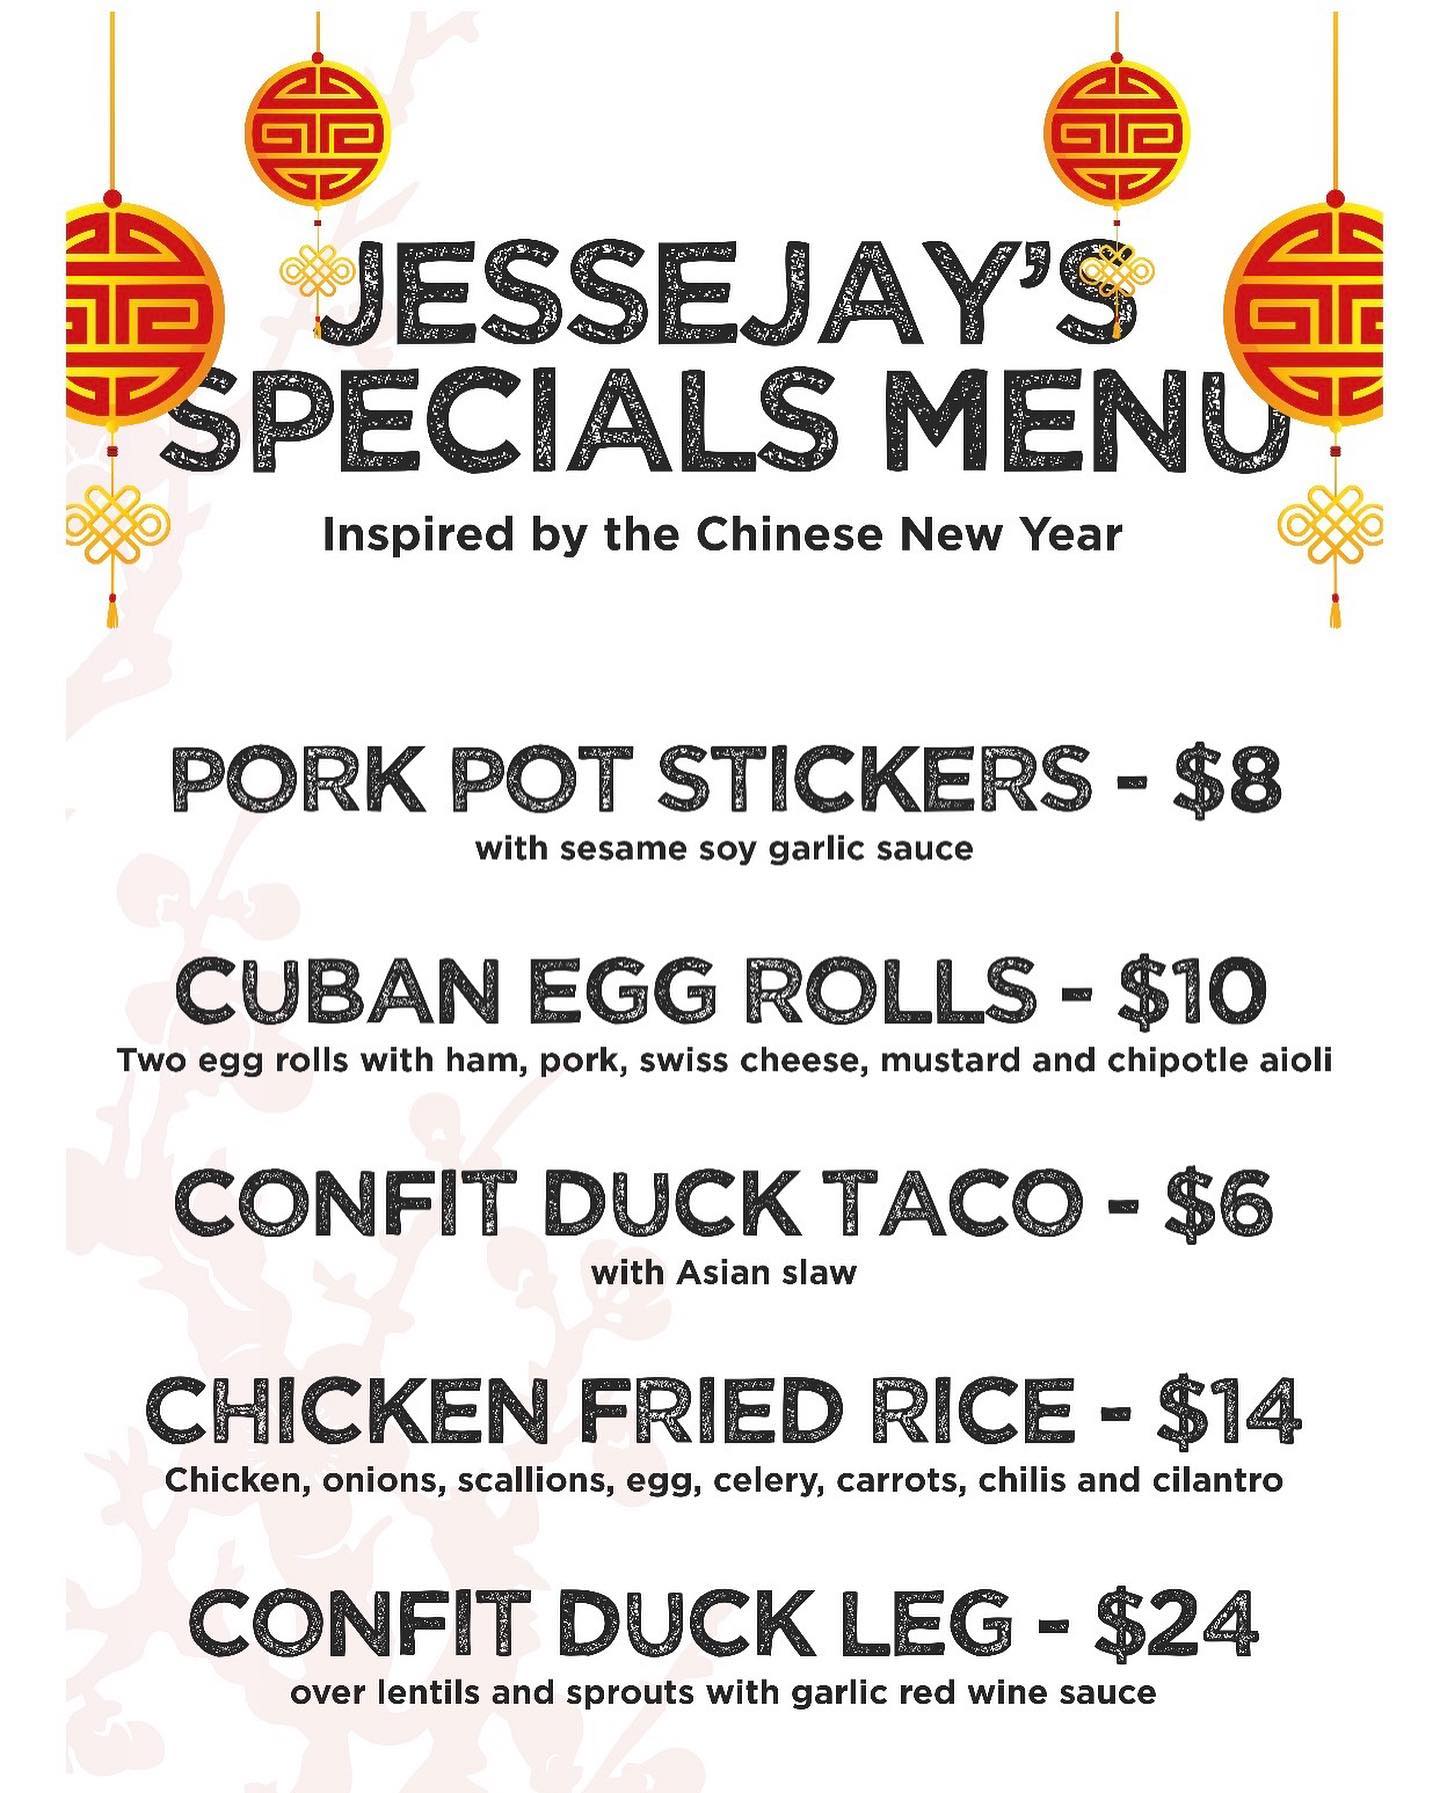 JESSEJAY'S
SPECIALS MENU
Inspired by the Chinese New Year
PORK POT STICKERS - $8
with sesame soy garlic sauce
CUBAN EGG ROLLS - $10
Two egg rolls with ham, pork, swiss cheese, mustard and chipotle aioli
CONFIT DUCK TACO - $6
with Asian slaw
CHICKEN FRIED RICE - $14
Chicken, onions, scallions, egg, celery, carrots, chilis and cilantro
CONFIT DUCK LEG - $24
over lentils and sprouts with garlic red wine sauce